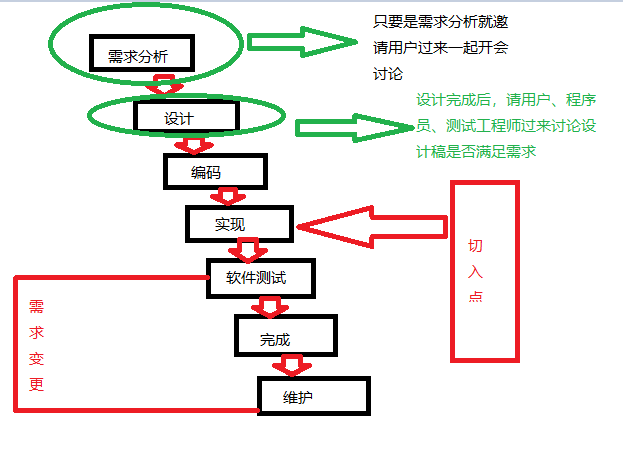 只要是需求分析就邀
请用户过来一起开会
讨论
需求分析
设计完成后，请用户、程序
员、测试工程师过来讨论设
计稿是否满足需求
设计
编码
实现
切
入
点
软件测试
需
求
变
更
完成
维护